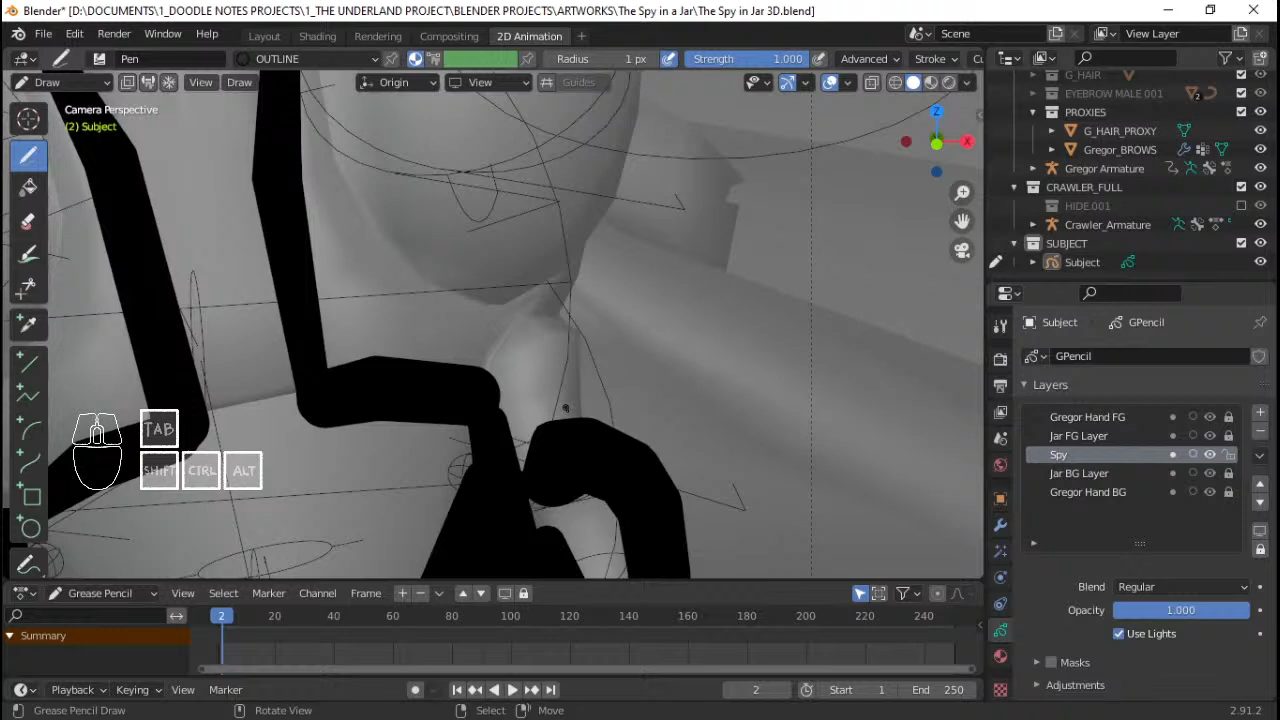 Blender* [D:\DOCUMENTS\1_DOODLE NOTES PROJECTS\1_THE UNDERLAND PROJECT\BLENDER PROJECTS\ARTWORKS\The Spy in a Jar\The Spy in Jar 3D.blend]
File Edit Render Window Help Layout Shading Rendering Compositing 2D Animation + Scene View Layer
Pen OUTLINE Radius 1 px Strength 1.000 Advanced Stroke Cu
Draw View Draw Origin View Guides
Camera Perspective
(2) Subject
Z
X
TAB
SHIFT CTRL ALT
G_HAIR
EYEBROW MALE.001 2
PROXIES
G_HAIR_PROXY
Gregor_BROWS
Gregor Armature
CRAWLER_FULL
HIDE.001
Crawler_Armature
SUBJECT
Subject
Subject GPencil
GPencil
Layers
Gregor Hand FG
Jar FG Layer
Spy
Jar BG Layer
Gregor Hand BG
Blend Regular
Opacity 1.000
Use Lights
Masks
Adjustments
Grease Pencil View Select Marker Channel Frame
2 20 40 60 80 100 120 140 160 180 200 220 240
Summary
Playback Keying View Marker 2 Start 1 End 250
Grease Pencil Draw Rotate View Select Move 2.91.2